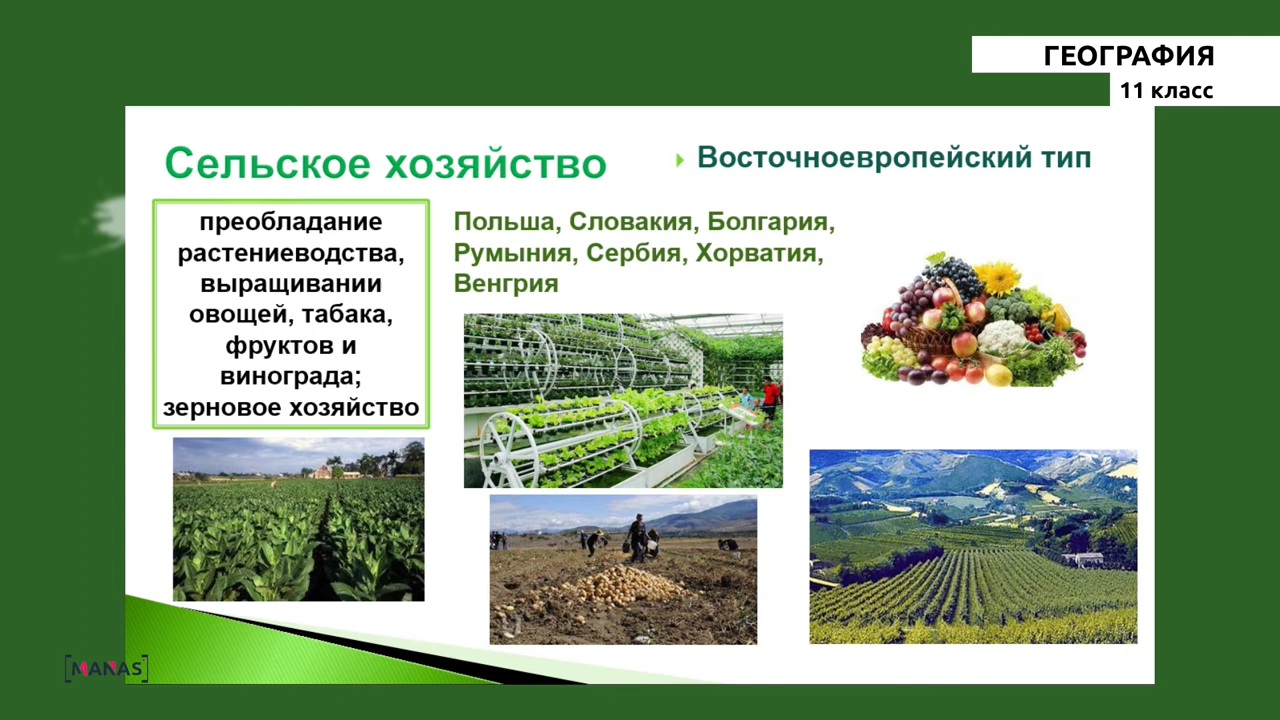 ГЕОГРАФИЯ
11 класс
Сельское хозяйство
Восточноевропейский тип
преобладание
растениеводства,
выращивании
овощей, табака,
фруктов и
винограда;
зерновое хозяйство
Польша, Словакия, Болгария,
Румыния, Сербия, Хорватия,
Венгрия
[MANAS]